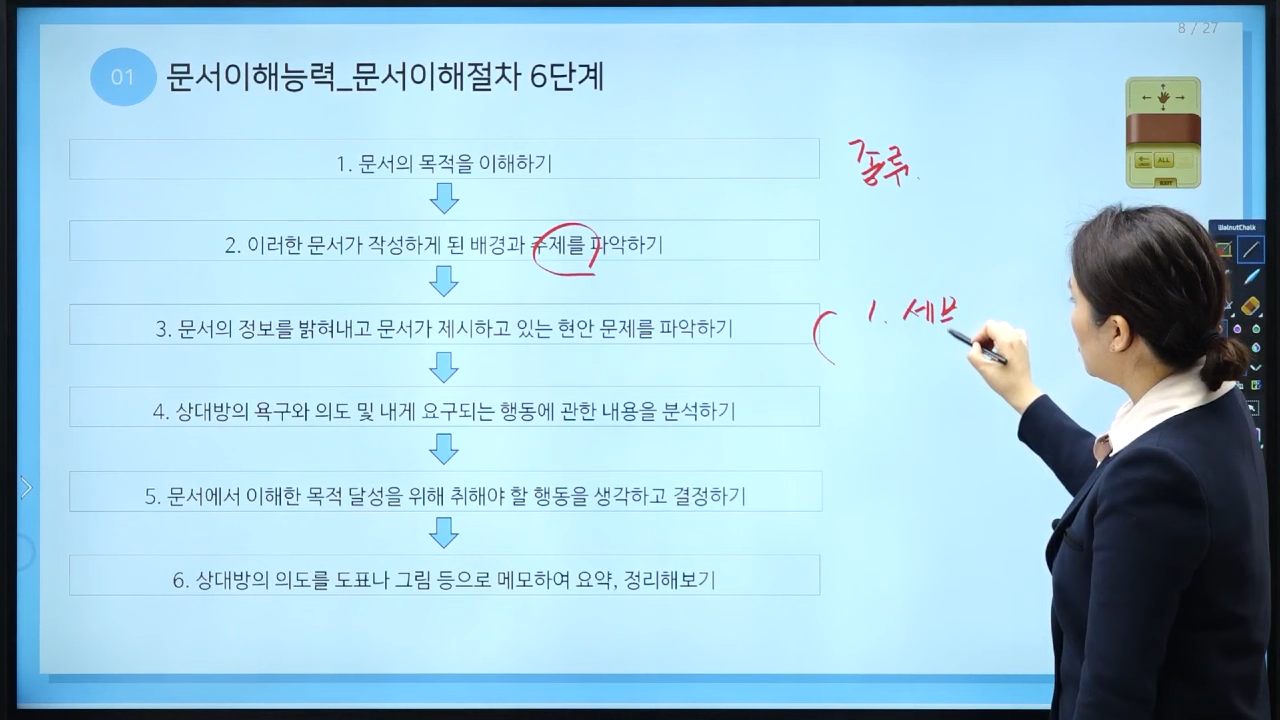 8 / 27
01 문서이해능력_문서이해절차 6단계
1. 문서의 목적을 이해하기
종류.
2. 이러한 문서가 작성하게 된 배경과 주제를 파악하기
WalnutChalk
3. 문서의 정보를 밝혀내고 문서가 제시하고 있는 현안 문제를 파악하기
1. 세브
4. 상대방의 욕구와 의도 및 내게 요구되는 행동에 관한 내용을 분석하기
5. 문서에서 이해한 목적 달성을 위해 취해야 할 행동을 생각하고 결정하기
6. 상대방의 의도를 도표나 그림 등으로 메모하여 요약, 정리해보기
ALL
EXIT